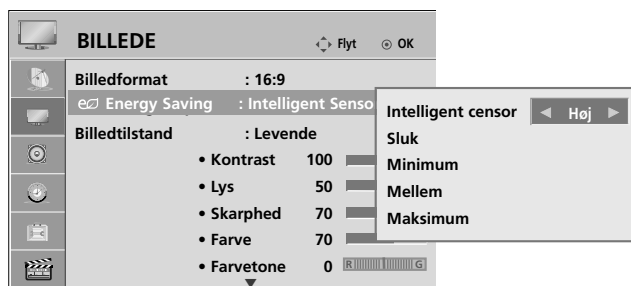 BILLEDE Flyt OK
Billedformat : 16:9
Energy Saving : Intelligent Senso
Billedtilstand : Levende
• Kontrast 100
• Lys 50
• Skarphed 70
• Farve 70
• Farvetone 0 R G
Intelligent censor ◀ Høj ▶
Sluk
Minimum
Mellem
Maksimum